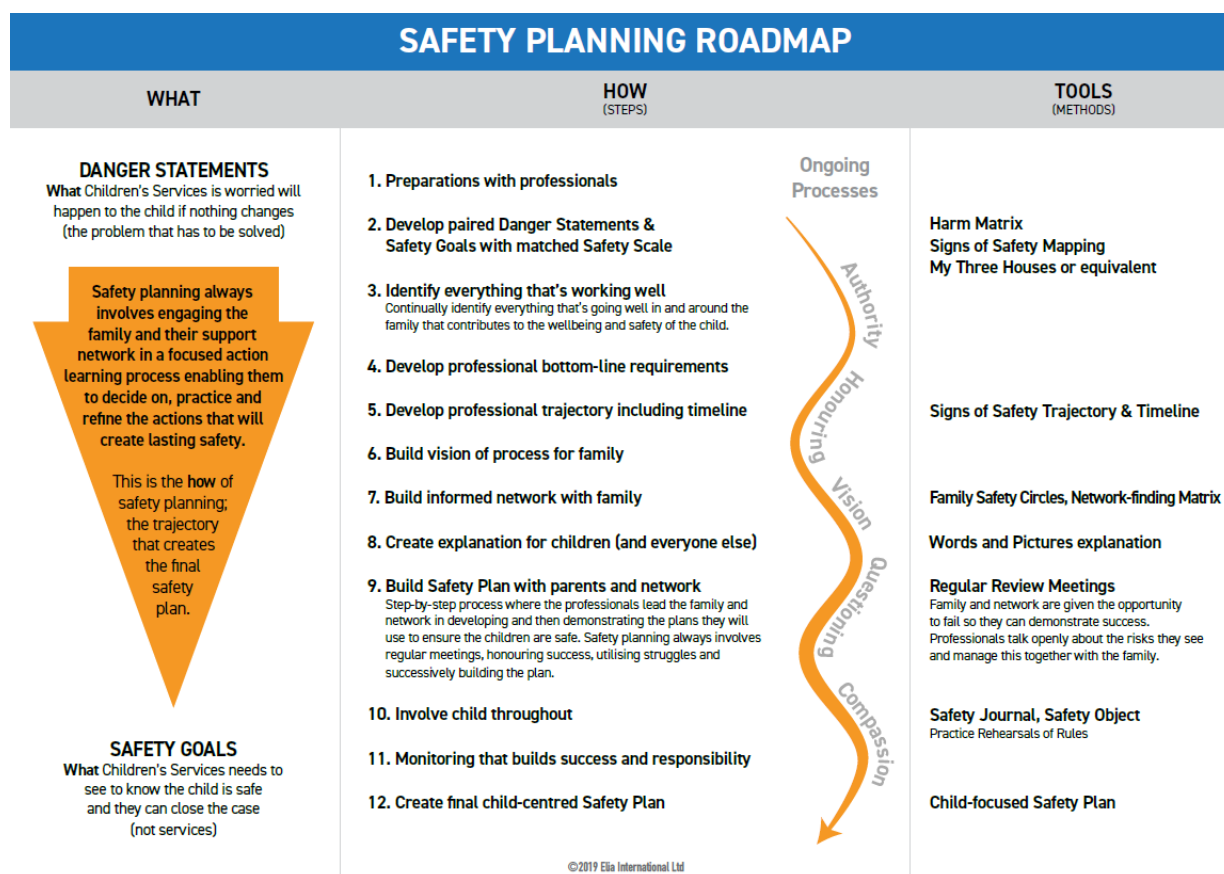 SAFETY PLANNING ROADMAP
WHAT
HOW
(STEPS)
TOOLS
(METHODS)
DANGER STATEMENTS
What Children's Services is worried will
happen to the child if nothing changes
(the problem that has to be solved)
Safety planning always
involves engaging the
family and their support
network in a focused action
learning process enabling them
to decide on, practice and
refine the actions that will
create lasting safety.
This is the how of
safety planning;
the trajectory
that creates
the final
safety
plan.
SAFETY GOALS
What Children's Services needs to
see to know the child is safe
and they can close the case
(not services)
1. Preparations with professionals
2. Develop paired Danger Statements &
Safety Goals with matched Safety Scale
3. Identify everything that's working well
Continually identify everything that's going well in and around the
family that contributes to the wellbeing and safety of the child.
4. Develop professional bottom-line requirements
5. Develop professional trajectory including timeline
6. Build vision of process for family
7. Build informed network with family
8. Create explanation for children (and everyone else)
9. Build Safety Plan with parents and network
Step-by-step process where the professionals lead the family and
network in developing and then demonstrating the plans they will
use to ensure the children are safe. Safety planning always involves
regular meetings, honouring success, utilising struggles and
successively building the plan.
10. Involve child throughout
11. Monitoring that builds success and responsibility
12. Create final child-centred Safety Plan
Ongoing
Processes
Authority
Honouring
Vision
Questioning
Compassion
Harm Matrix
Signs of Safety Mapping
My Three Houses or equivalent
Signs of Safety Trajectory & Timeline
Family Safety Circles, Network-finding Matrix
Words and Pictures explanation
Regular Review Meetings
Family and network are given the opportunity
to fail so they can demonstrate success.
Professionals talk openly about the risks they see
and manage this together with the family.
Safety Journal, Safety Object
Practice Rehearsals of Rules
Child-focused Safety Plan
©2019 Elia International Ltd